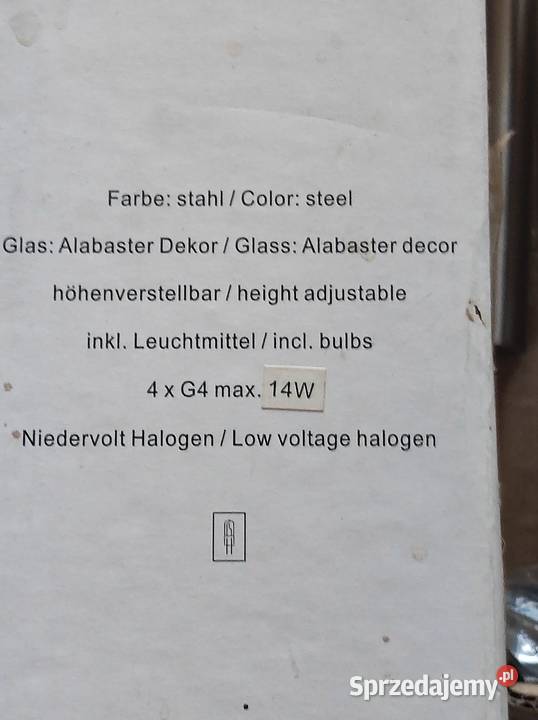 Farbe: stahl / Color: steel
Glas: Alabaster Dekor / Glass: Alabaster decor
höhenverstellbar / height adjustable
inkl. Leuchtmittel / incl. bulbs
4 x G4 max. 14W
Niedervolt Halogen / Low voltage halogen
Sprzedajemy.pl